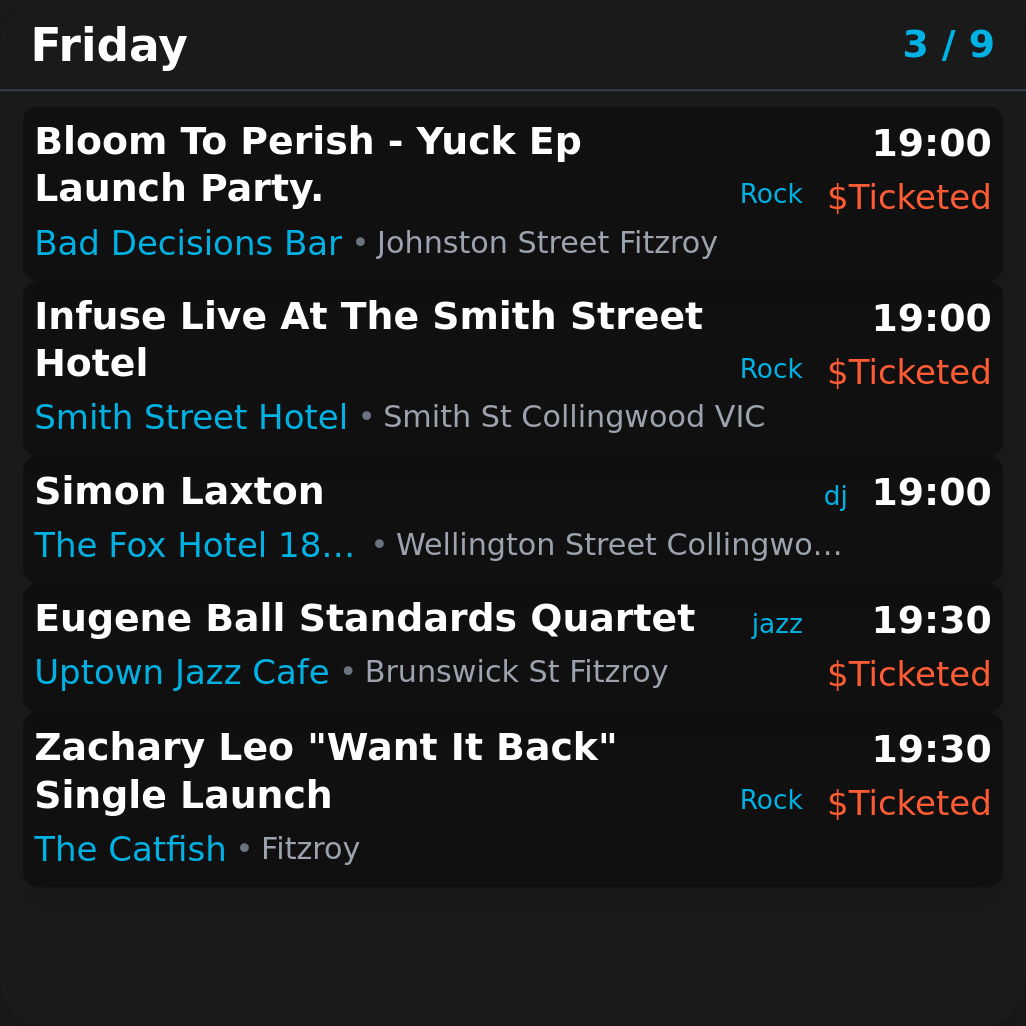 Friday 3 / 9
Bloom To Perish - Yuck Ep
Launch Party.
19:00
Rock $Ticketed
Bad Decisions Bar • Johnston Street Fitzroy
Infuse Live At The Smith Street
Hotel
19:00
Rock $Ticketed
Smith Street Hotel • Smith St Collingwood VIC
Simon Laxton dj 19:00
The Fox Hotel 18... • Wellington Street Collingwo...
Eugene Ball Standards Quartet jazz 19:30
Uptown Jazz Cafe • Brunswick St Fitzroy $Ticketed
Zachary Leo "Want It Back"
Single Launch
19:30
Rock $Ticketed
The Catfish • Fitzroy